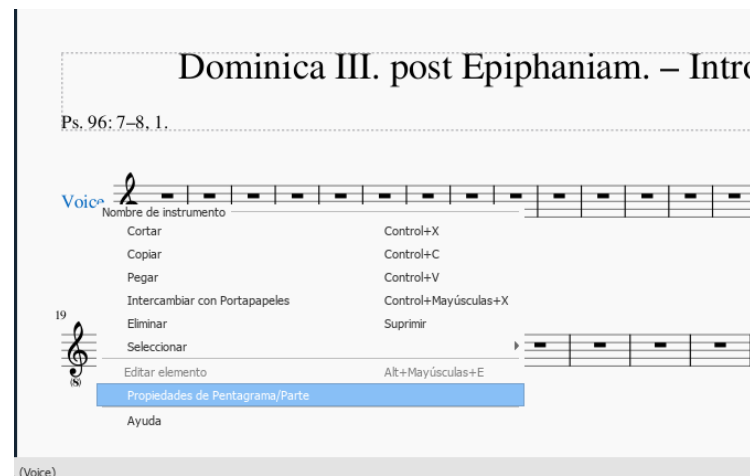 Dominica III. post Epiphaniam. – Intro
Ps. 96: 7–8, 1.
Voice
Nombre de instrumento
Cortar Control+X
Copiar Control+C
Pegar Control+V
Intercambiar con Portapapeles Control+Mayúsculas+X
Eliminar Suprimir
Seleccionar
Editar elemento Alt+Mayúsculas+E
Propiedades de Pentagrama/Parte
Ayuda
19
(8)
(Voice)